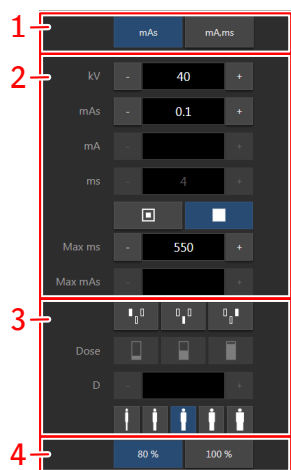 1
mAs mA,ms
2
kV - 40 +
mAs - 0.1 +
mA - +
ms - 4 +
Max ms - 550 +
Max mAs - +
3
Dose
D - +
4
80 % 100 %